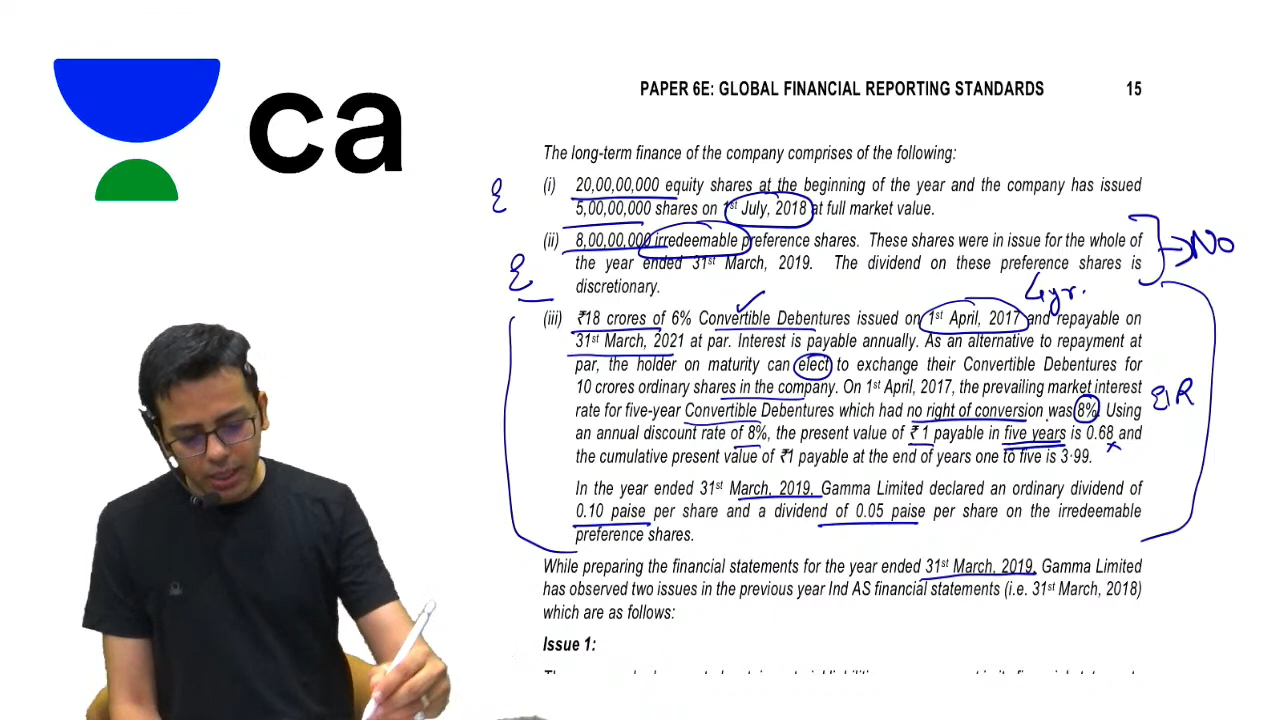 ca
PAPER 6E: GLOBAL FINANCIAL REPORTING STANDARDS 15
The long-term finance of the company comprises of the following:
(i) 20,00,00,000 equity shares at the beginning of the year and the company has issued
5,00,00,000 shares on 1st July, 2018 at full market value.
(ii) 8,00,00,000 irredeemable preference shares. These shares were in issue for the whole of
the year ended 31st March, 2019. The dividend on these preference shares is
discretionary.
No
4yr.
(iii) ₹18 crores of 6% Convertible Debentures issued on 1st April, 2017 and repayable on
31st March, 2021 at par. Interest is payable annually. As an alternative to repayment at
par, the holder on maturity can elect to exchange their Convertible Debentures for
10 crores ordinary shares in the company. On 1st April, 2017, the prevailing market interest
rate for five-year Convertible Debentures which had no right of conversion was 8%. Using
an annual discount rate of 8%, the present value of ₹1 payable in five years is 0.68 and
the cumulative present value of ₹1 payable at the end of years one to five is 3·99.
In the year ended 31st March, 2019, Gamma Limited declared an ordinary dividend of
0.10 paise per share and a dividend of 0.05 paise per share on the irredeemable
preference shares.
While preparing the financial statements for the year ended 31st March, 2019, Gamma Limited
has observed two issues in the previous year Ind AS financial statements (i.e. 31st March, 2018)
which are as follows:
Issue 1: